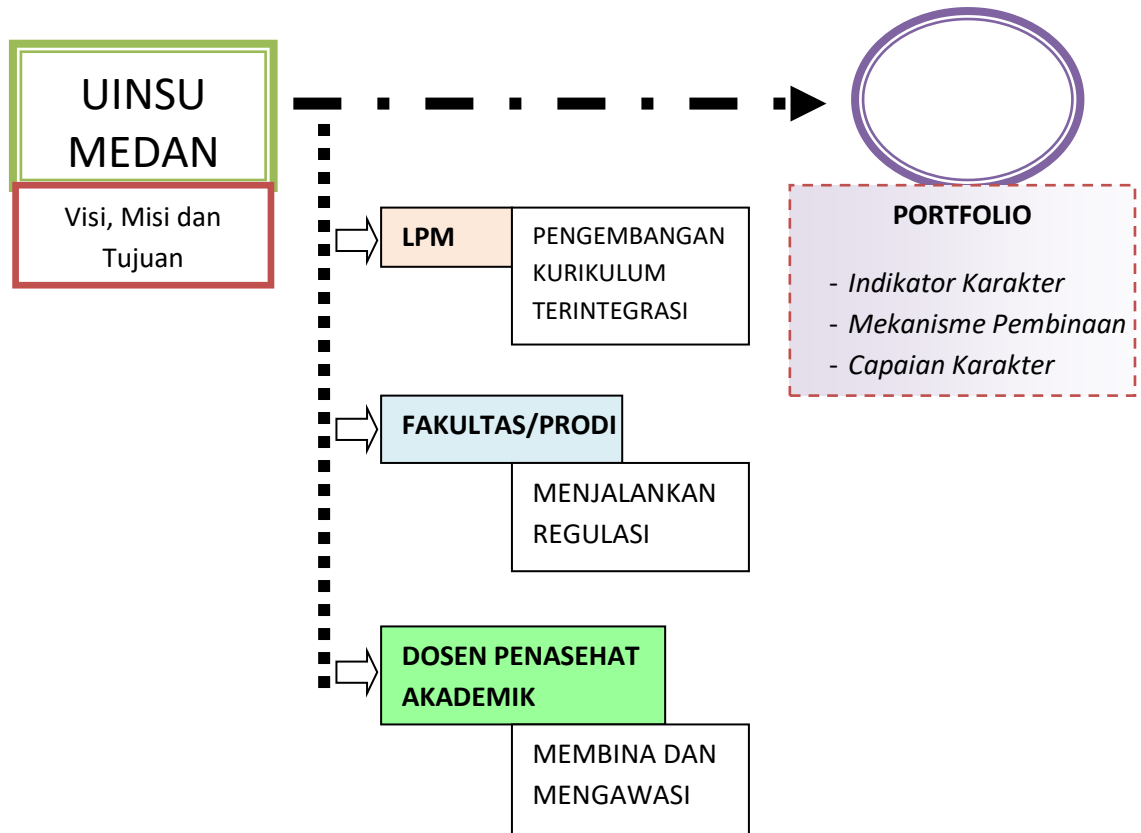 UINSU
MEDAN
Visi, Misi dan
Tujuan
LPM
PENGEMBANGAN
KURIKULUM
TERINTEGRASI
FAKULTAS/PRODI
MENJALANKAN
REGULASI
DOSEN PENASEHAT
AKADEMIK
MEMBINA DAN
MENGAWASI
PORTFOLIO
- Indikator Karakter
- Mekanisme Pembinaan
- Capaian Karakter